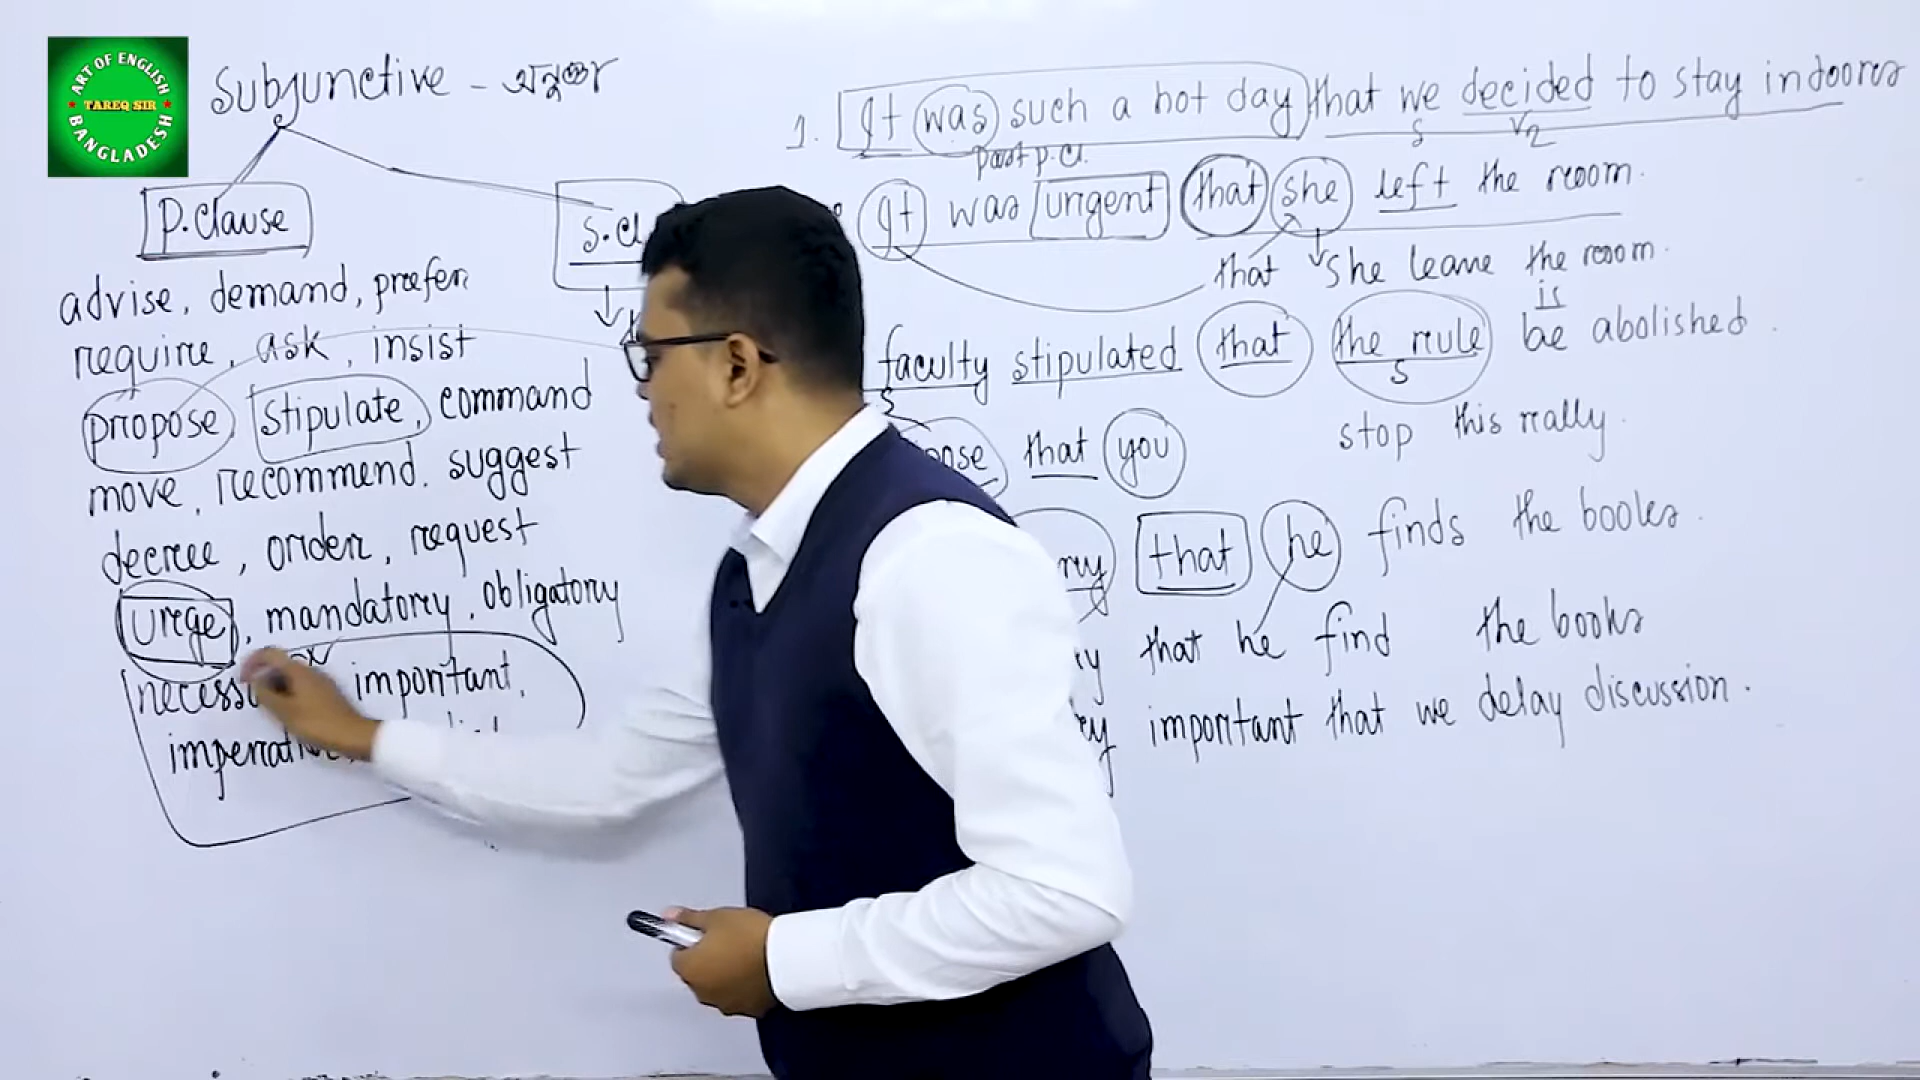 ART OF ENGLISH
TAREQ SIR
BANGLADESH
Subjunctive -
P.Clause
S.Cl
advise, demand, prefer
require, ask, insist
propose, stipulate, command
move, recommend, suggest
decree, order, request
urge, mandatory, obligatory
important,
1. It was such a hot day that we decided to stay indoors
S V2
past p.cl.
It was urgent that she left the room.
that she leave the room.
is
faculty stipulated that the rule be abolished.
S S
that you stop this rally.
that he finds the books.
that he find the books
important that we delay discussion.